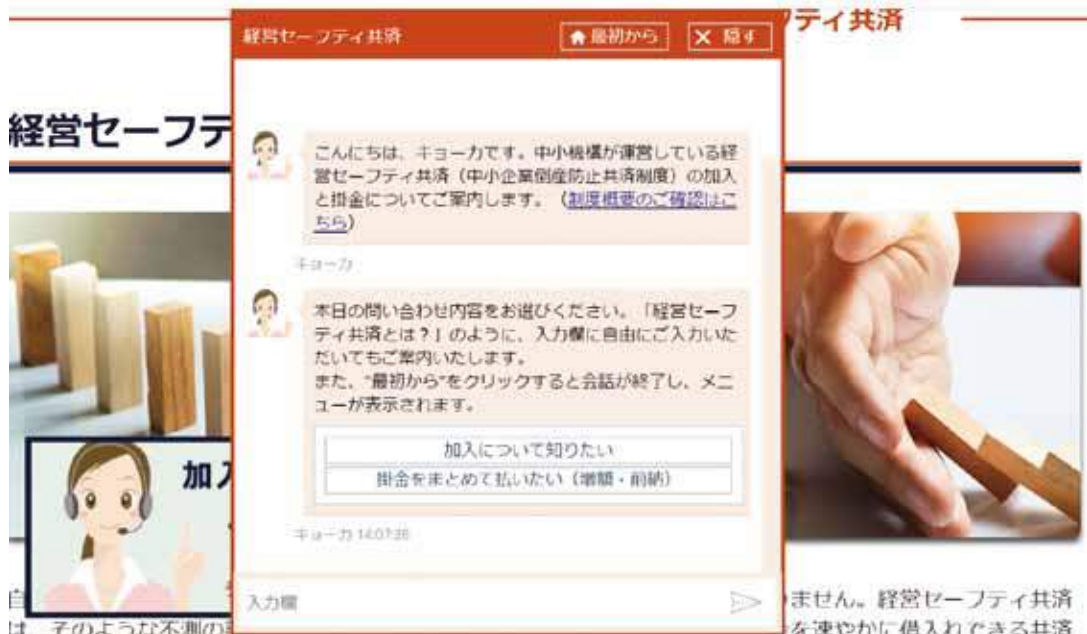 フティ共済
経営セーフテ
経営セーフティ共済
最初から
× 隠す
こんにちは、キョーカです。中小機構が運営している経
営セーフティ共済（中小企業倒産防止共済制度）の加入
と掛金についてご案内します。（制度概要のご確認はこ
ちら）
キョーカ
本日の問い合わせ内容をお選びください。「経営セーフ
ティ共済とは？」のように、入力欄に自由にご入力いた
だいてもご案内いたします。
また、"最初から"をクリックすると会話が終了し、メニ
ューが表示されます。
加入について知りたい
掛金をまとめて払いたい（増額・前納）
キョーカ 14:07:36
加入
入力欄
自
ません。経営セーフティ共済
は、そのような不測の
を速やかに借入れできる共済